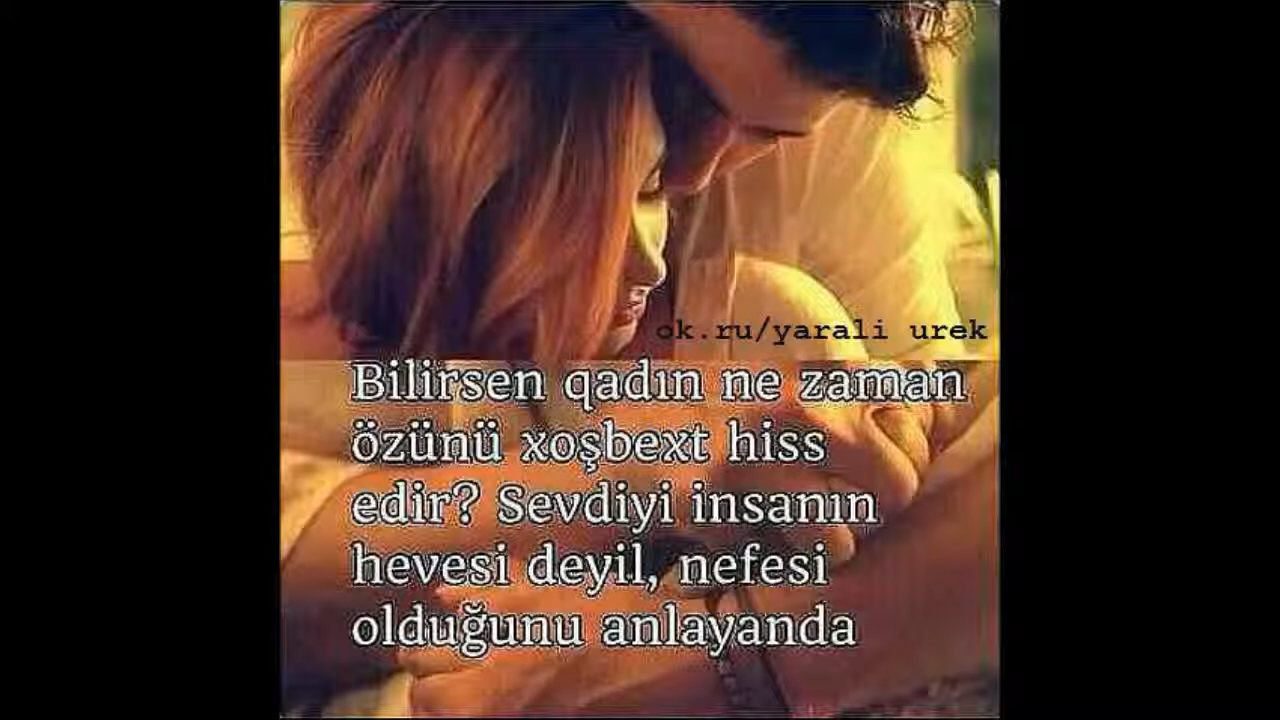 ok.ru/yarali urek
Bilirsen qadın ne zaman
özünü xoşbext hiss
edir? Sevdiyi insanın
hevesi deyil, nefesi
olduğunu anlayanda